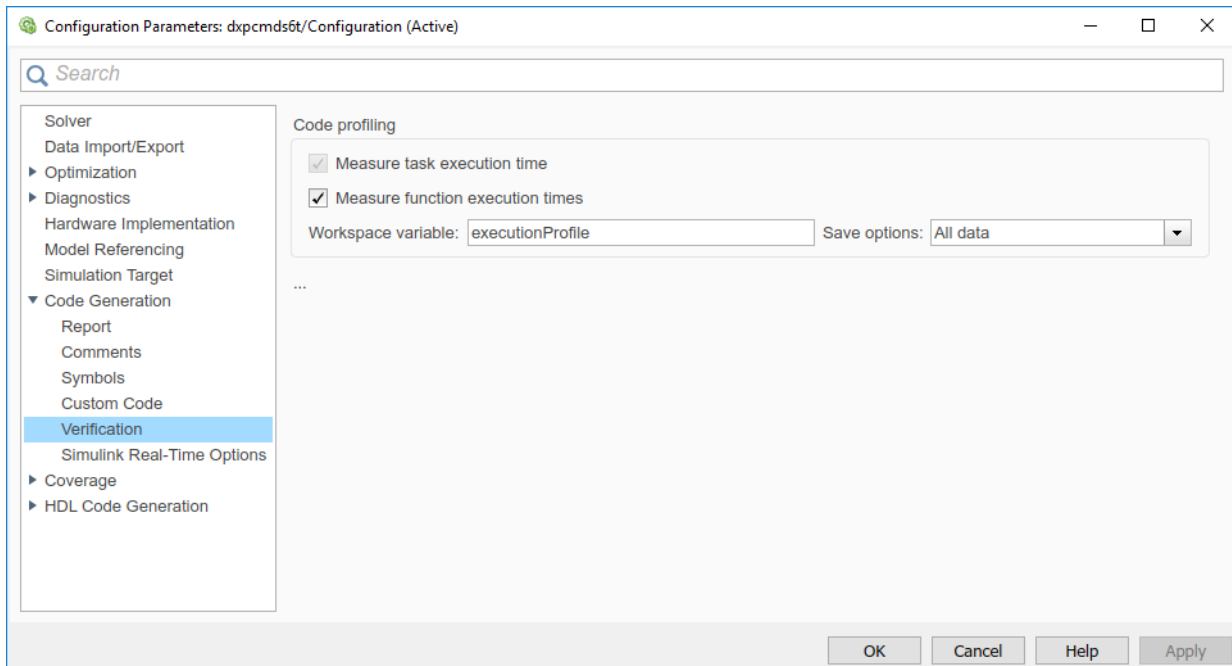 Configuration Parameters: dxpcmds6t/Configuration (Active)
Search
Solver
Data Import/Export
Optimization
Diagnostics
Hardware Implementation
Model Referencing
Simulation Target
Code Generation
Report
Comments
Symbols
Custom Code
Verification
Simulink Real-Time Options
Coverage
HDL Code Generation
Code profiling
Measure task execution time
Measure function execution times
Workspace variable: executionProfile Save options: All data
...
OK Cancel Help Apply